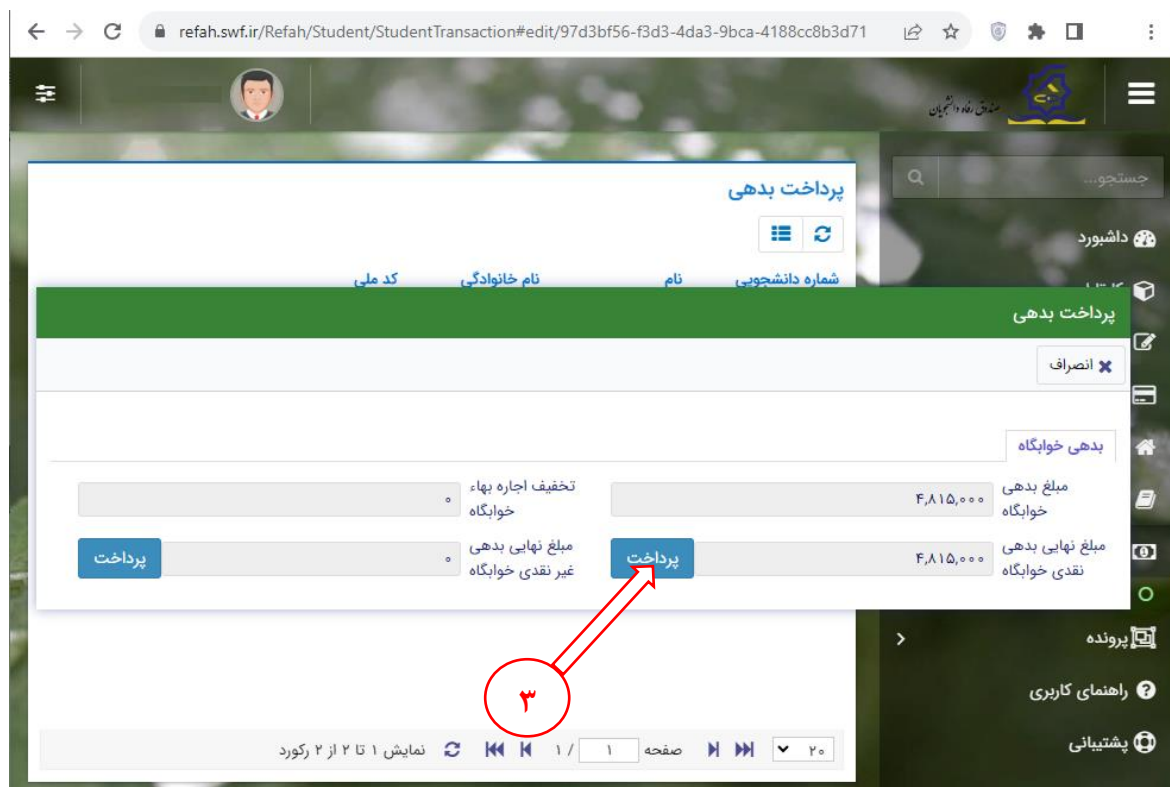 refah.swf.ir/Refah/Student/StudentTransaction#edit/97d3bf56-f3d3-4da3-9bca-4188cc8b3d71
صندوق رفاه دانشجویان
جستجو...
داشبورد
پرداخت بدهی
شماره دانشجویی نام نام خانوادگی کد ملی
پرداخت بدهی
انصراف
بدهی خوابگاه
مبلغ بدهی خوابگاه ۴,۸۱۵,۰۰۰ تخفیف اجاره بهاء خوابگاه ۰
مبلغ نهایی بدهی نقدی خوابگاه ۴,۸۱۵,۰۰۰ پرداخت مبلغ نهایی بدهی غیر نقدی خوابگاه ۰ پرداخت
۳
پرونده
راهنمای کاربری
پشتیبانی
۲۰ صفحه ۱ / ۱ نمایش ۱ تا ۲ از ۲ رکورد